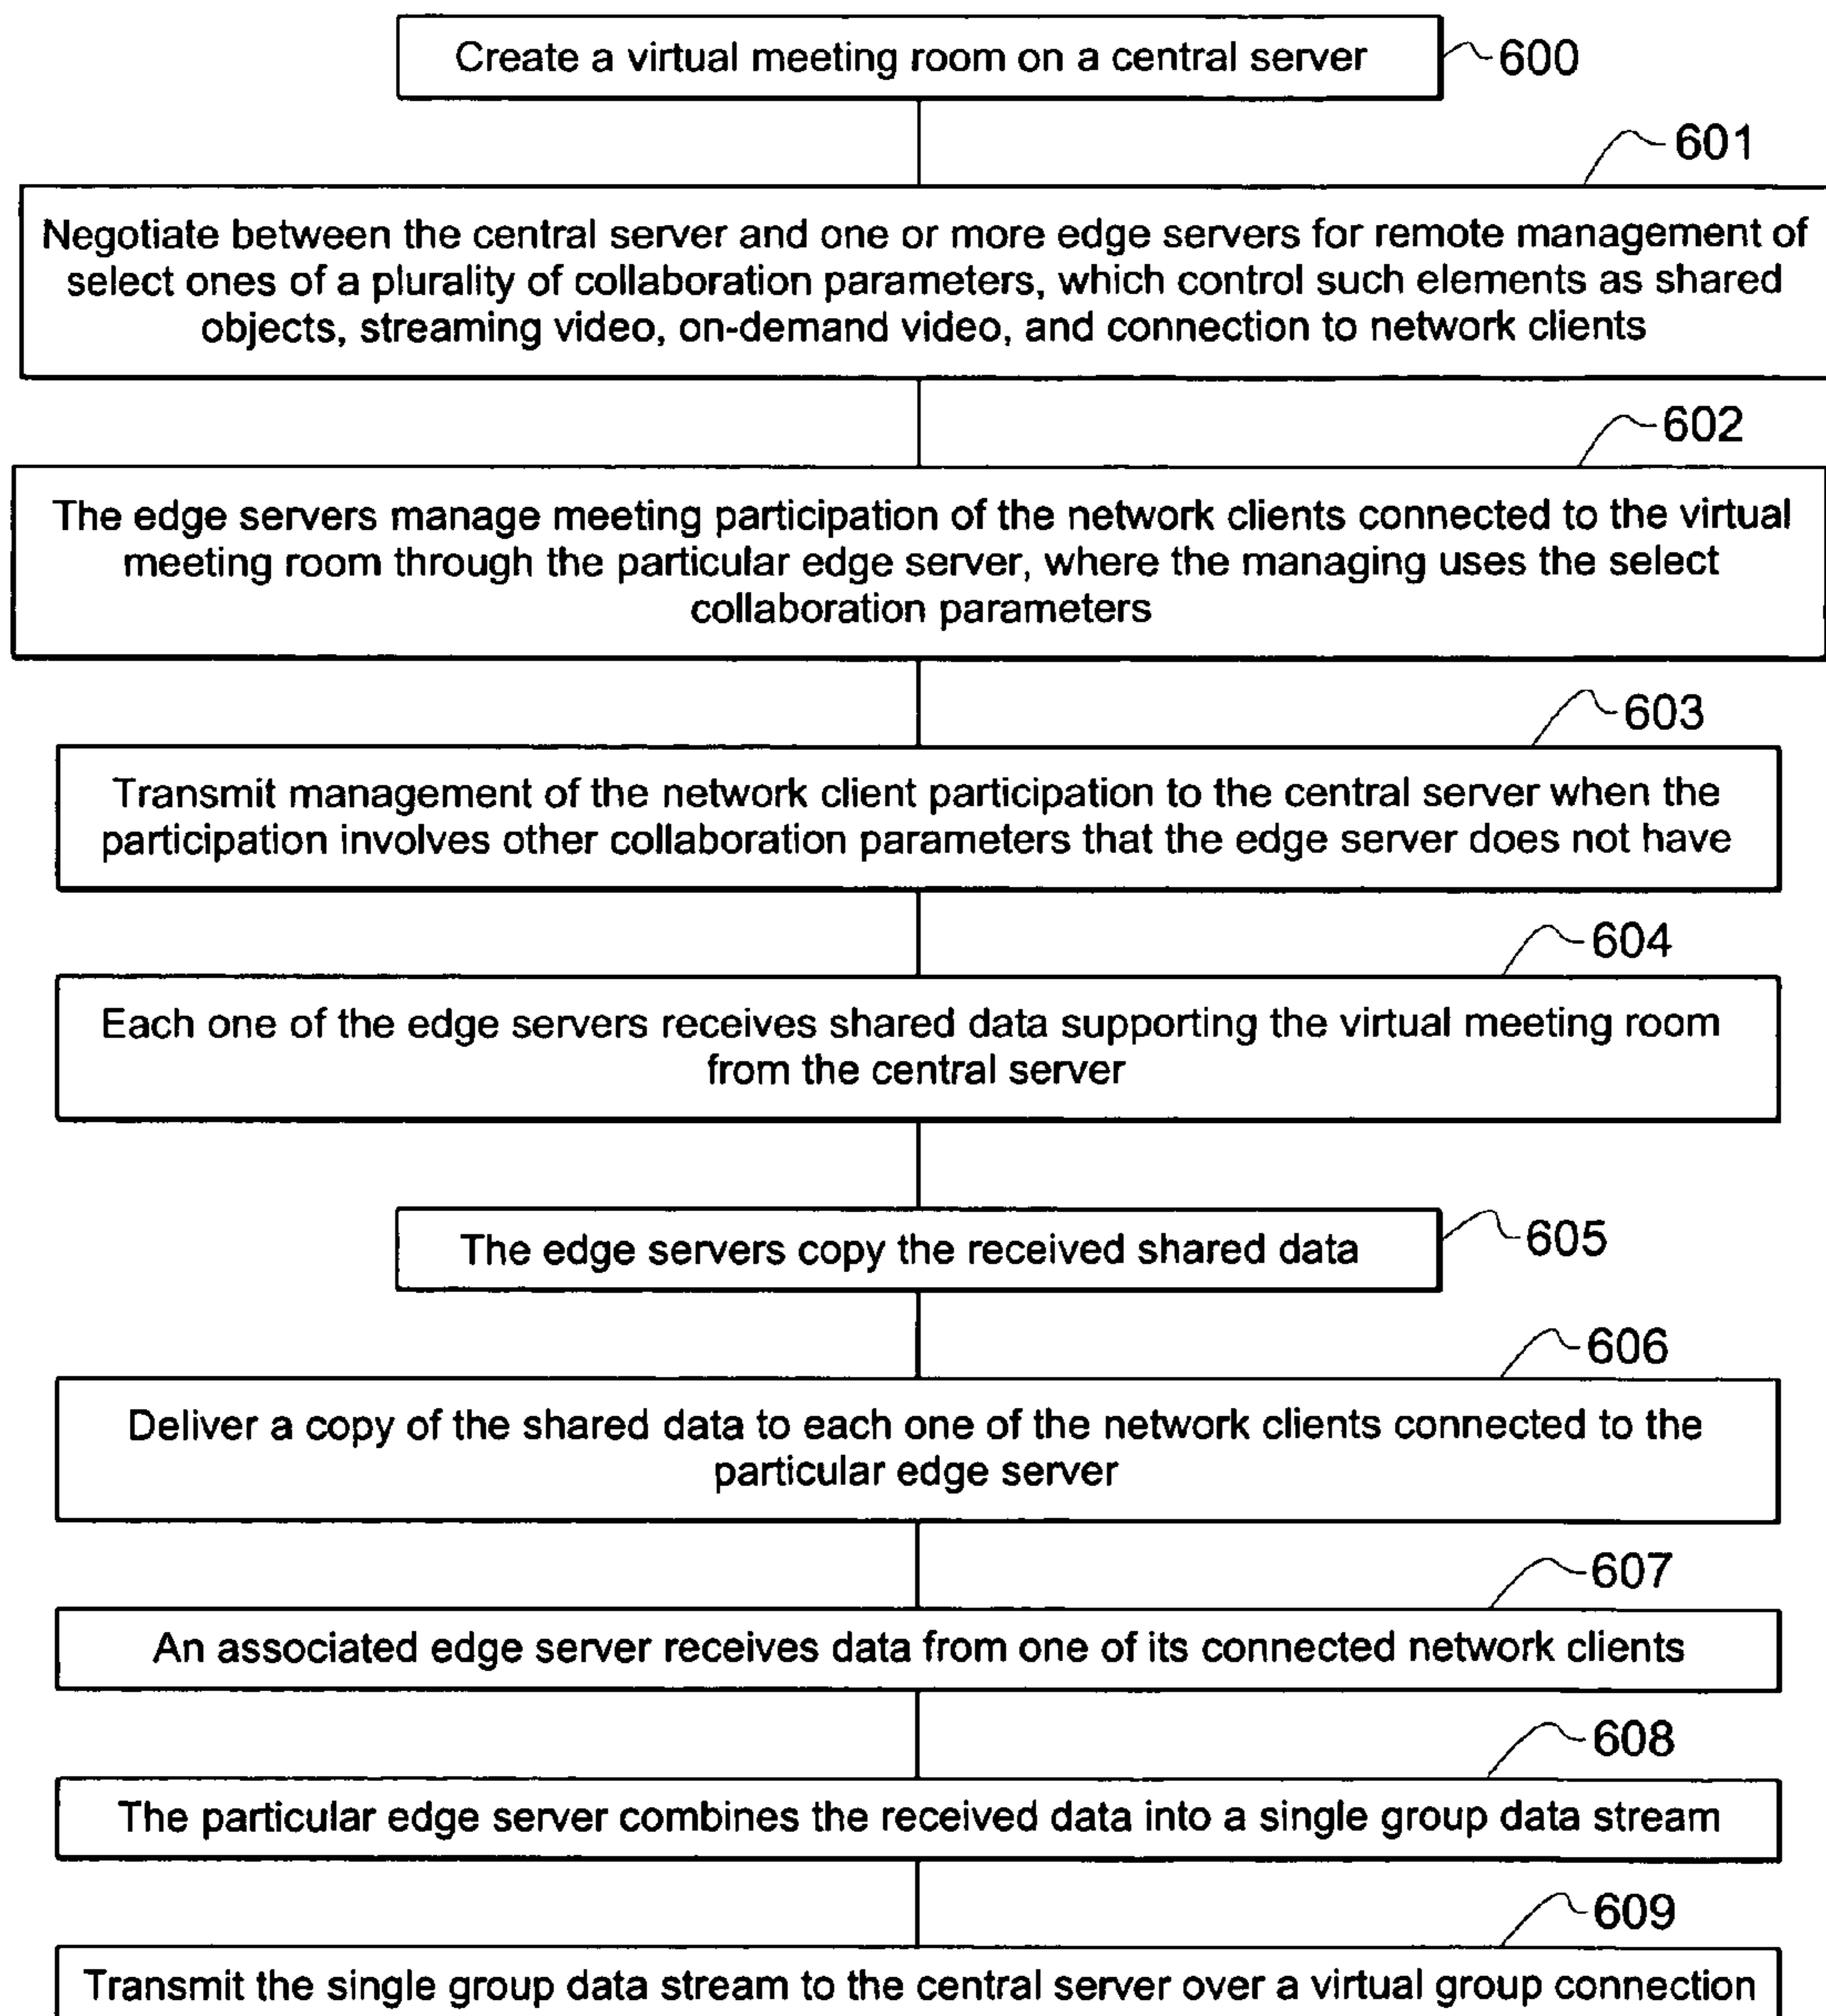 Create a virtual meeting room on a central server
600
601
Negotiate between the central server and one or more edge servers for remote management of
select ones of a plurality of collaboration parameters, which control such elements as shared
objects, streaming video, on-demand video, and connection to network clients
602
The edge servers manage meeting participation of the network clients connected to the virtual
meeting room through the particular edge server, where the managing uses the select
collaboration parameters
603
Transmit management of the network client participation to the central server when the
participation involves other collaboration parameters that the edge server does not have
604
Each one of the edge servers receives shared data supporting the virtual meeting room
from the central server
The edge servers copy the received shared data
605
606
Deliver a copy of the shared data to each one of the network clients connected to the
particular edge server
607
An associated edge server receives data from one of its connected network clients
608
The particular edge server combines the received data into a single group data stream
609
Transmit the single group data stream to the central server over a virtual group connection